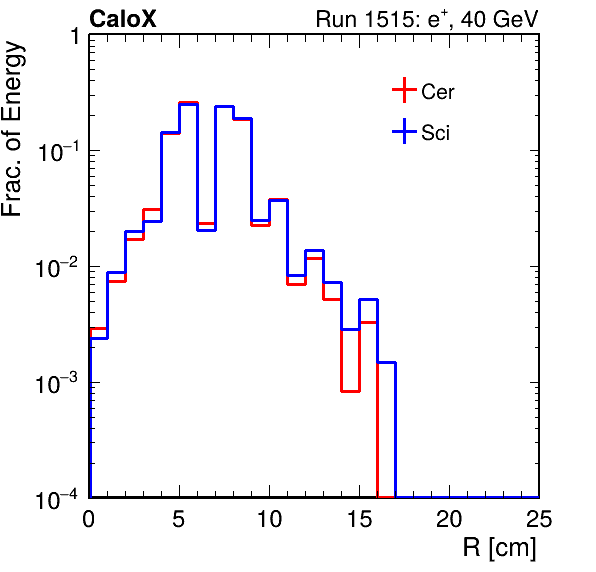 CaloX Run 1515: e⁺, 40 GeV
Frac. of Energy
1
10⁻¹
10⁻²
10⁻³
10⁻⁴
Cer
Sci
0 5 10 15 20 25
R [cm]